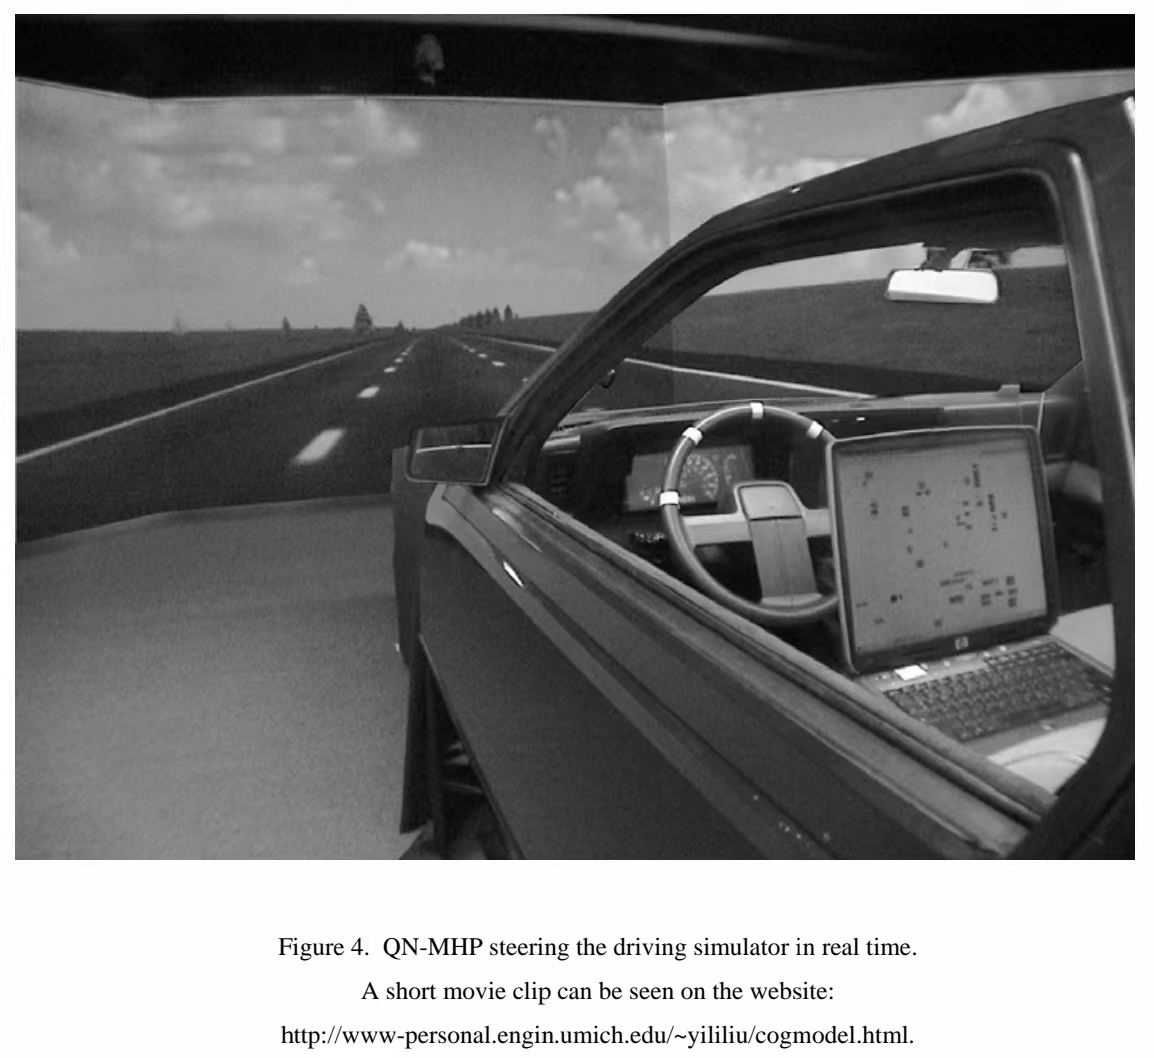 Figure 4. QN-MHP steering the driving simulator in real time.
A short movie clip can be seen on the website:
http://www-personal.engin.umich.edu/~yililiu/cogmodel.html.